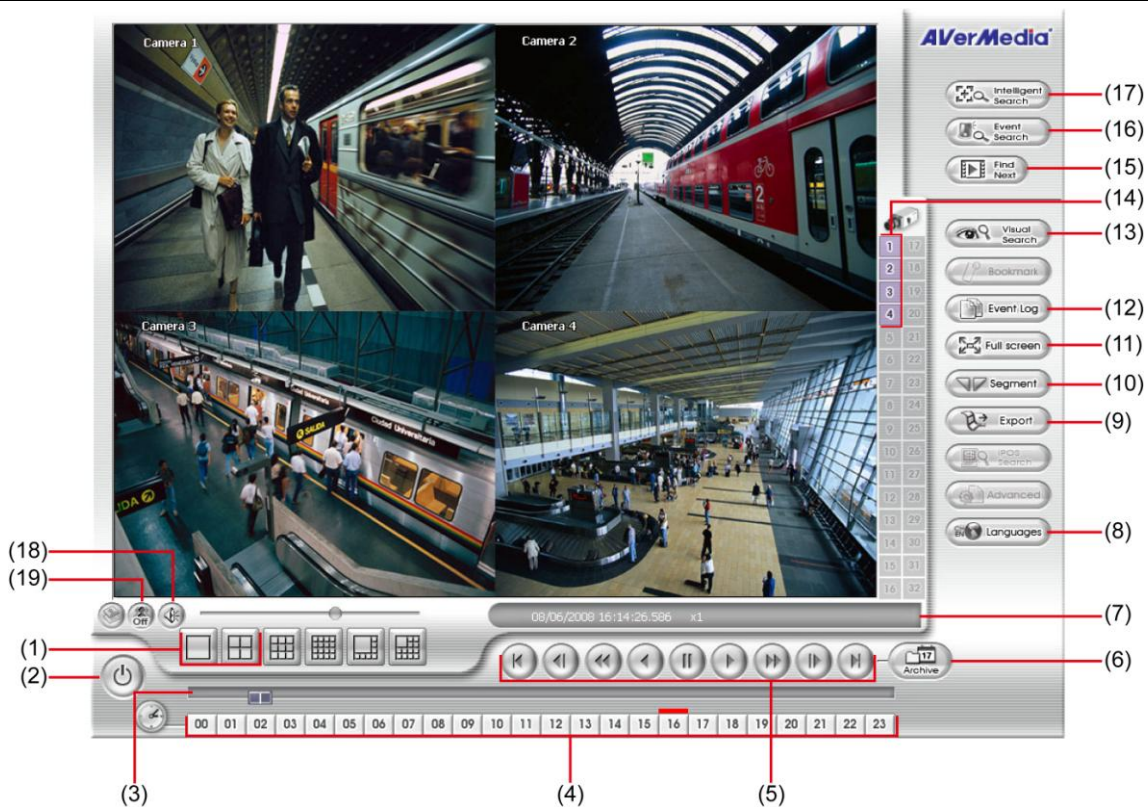 Camera 1
Camera 2
AVerMedia
Intelligent
Search
(17)
Event
Search
(16)
Find
Next
(15)
(14)
Visual
Search
(13)
Bookmark
Event Log
(12)
Full screen
(11)
Segment
(10)
Export
(9)
iPOS
Search
Advanced
Languages
(8)
1 17
2 18
3 19
4 20
5 21
6 22
7 23
8 24
9 25
10 26
11 27
12 28
13 29
14 30
15 31
16 32
2
Camera 3
Camera 4
SALIDA
Ciudad Universitaria
(18)
(19)
Off
08/06/2008 16:14:26.586 x1
(7)
(1)
(2)
17
Archive
(6)
00 01 02 03 04 05 06 07 08 09 10 11 12 13 14 15 16 17 18 19 20 21 22 23
(3)
(4)
(5)